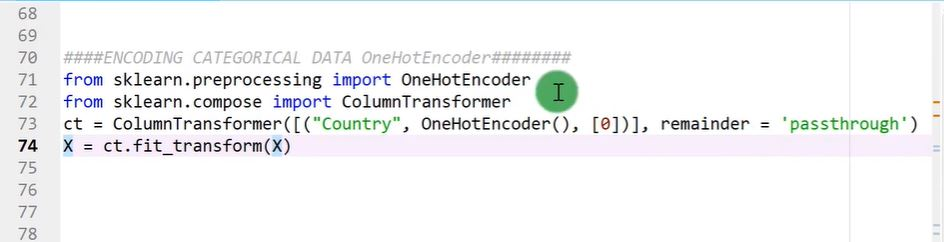 68
69
70 ####ENCODING CATEGORICAL DATA OneHotEncoder########
71 from sklearn.preprocessing import OneHotEncoder
72 from sklearn.compose import ColumnTransformer
73 ct = ColumnTransformer([("Country", OneHotEncoder(), [0])], remainder = 'passthrough')
74 X = ct.fit_transform(X)
75
76
77
78